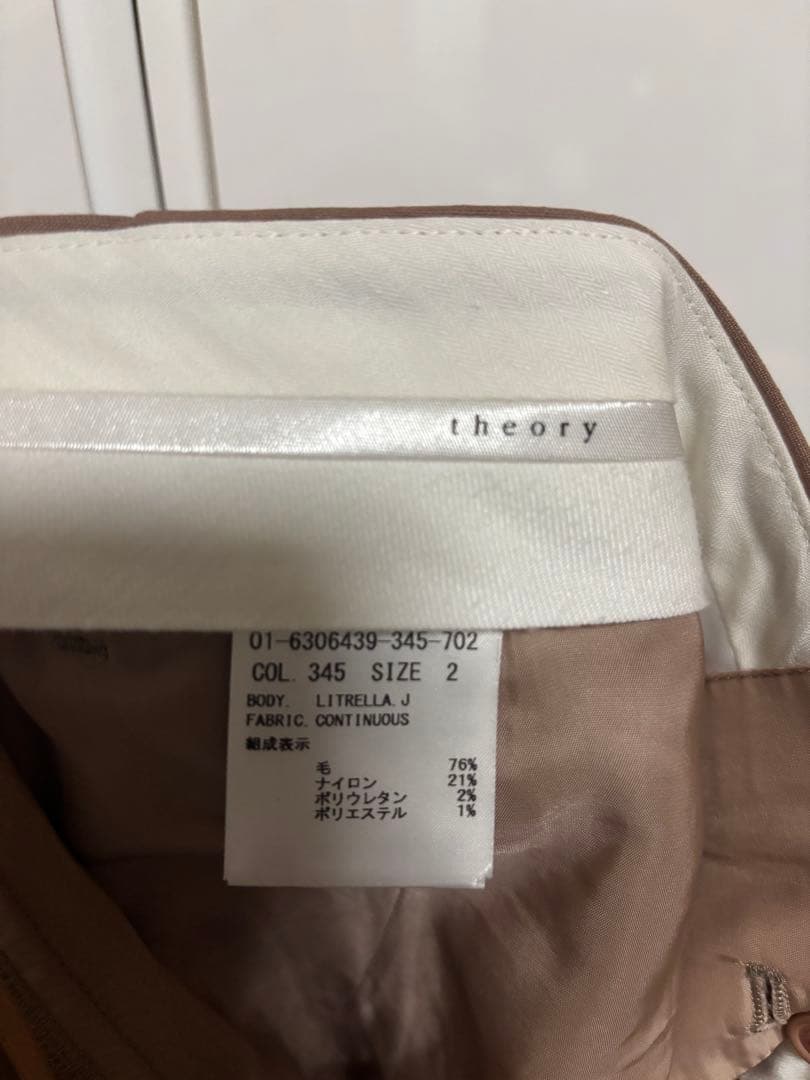 theory
01-6306439-345-702
COL. 345 SIZE 2
BODY. LITRELLA.J
FABRIC. CONTINUOUS
組成表示
毛 76%
ナイロン 21%
ポリウレタン 2%
ポリエステル 1%